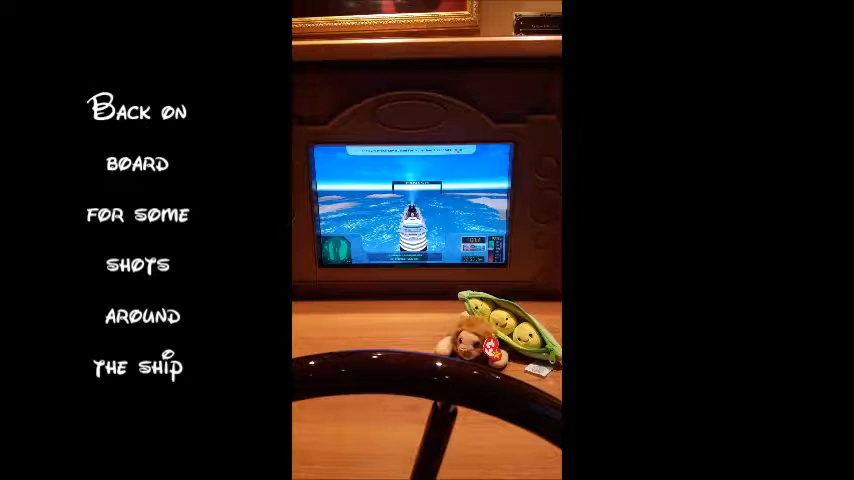 Back on
board
for some
shots
around
the ship